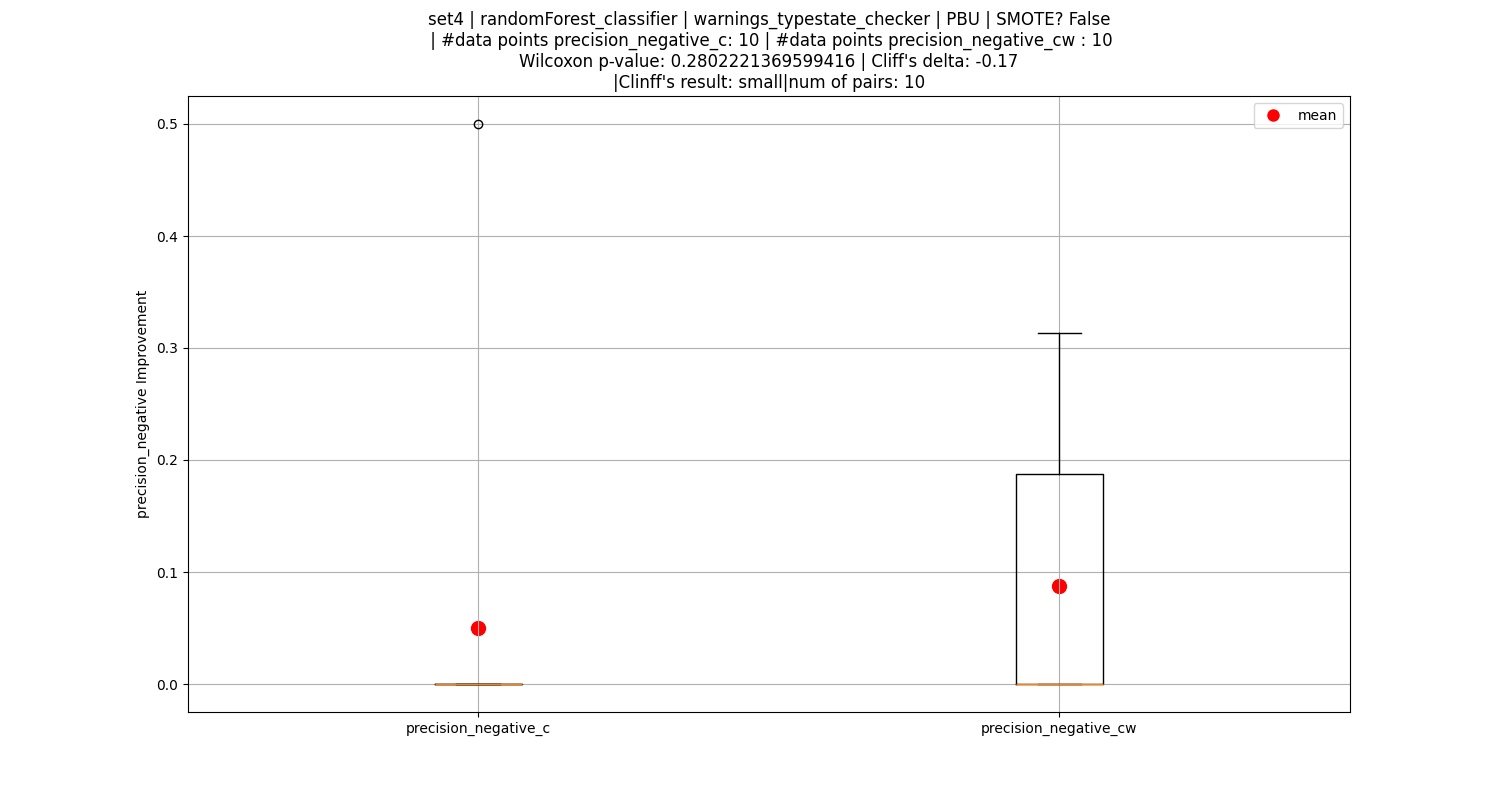 set4 | randomForest_classifier | warnings_typestate_checker | PBU | SMOTE? False
| #data points precision_negative_c: 10 | #data points precision_negative_cw : 10
Wilcoxon p-value: 0.2802221369599416 | Cliff's delta: -0.17
|Clinff's result: small|num of pairs: 10
mean
0.5
0.4
0.3
0.2
0.1
0.0
precision_negative Improvement
precision_negative_c
precision_negative_cw